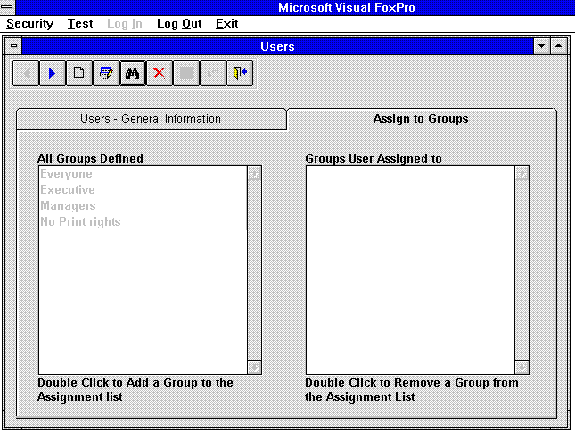 Microsoft Visual FoxPro
Security Test Log In Log Out Exit
Users
Users - General Information
Assign to Groups
All Groups Defined
Groups User Assigned to
Everyone
Executive
Managers
No Print rights
Double Click to Add a Group to the
Assignment list
Double Click to Remove a Group from
the Assignment List